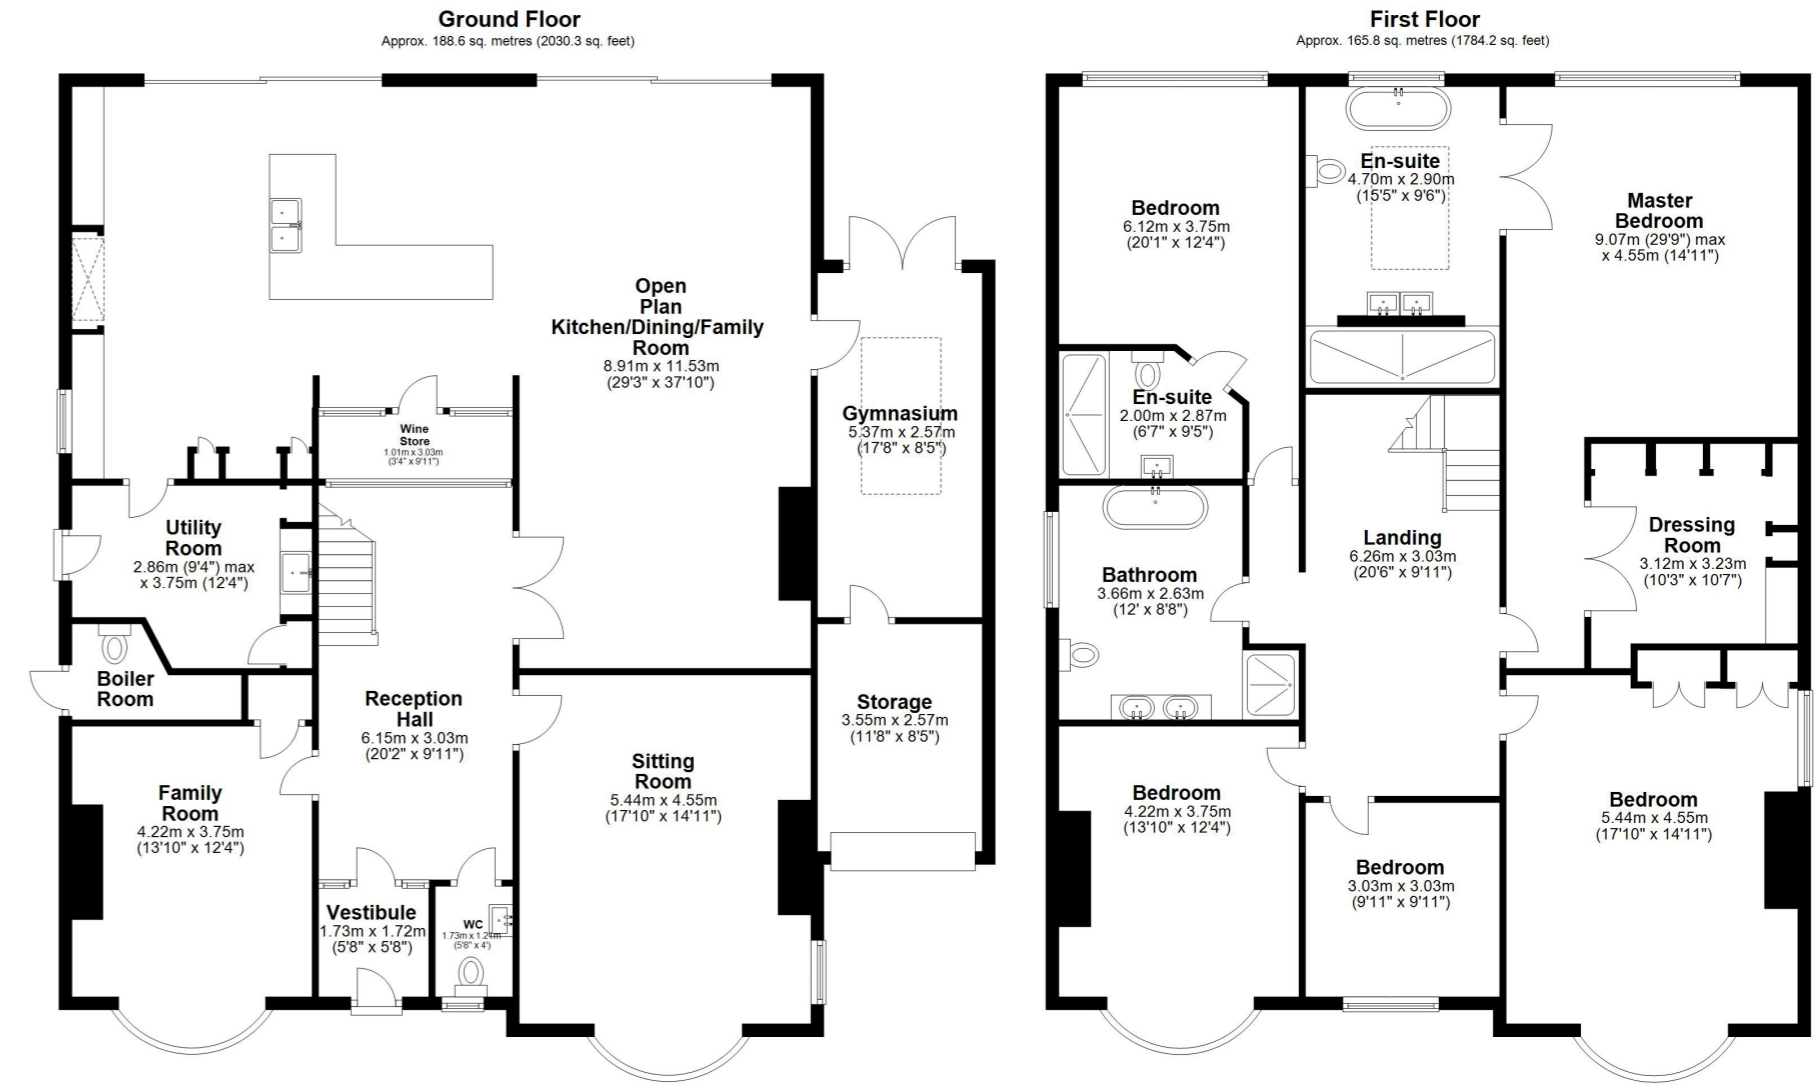 Ground Floor
Approx. 188.6 sq. metres (2030.3 sq. feet)
Open
Plan
Kitchen/Dining/Family
Room
8.91m x 11.53m
(29'3" x 37'10")
Gymnasium
5.37m x 2.57m
(17'8" x 8'5")
Wine
Store
1.01m x 3.03m
(3'4" x 9'11")
Utility
Room
2.86m (9'4") max
x 3.75m (12'4")
Boiler
Room
Reception
Hall
6.15m x 3.03m
(20'2" x 9'11")
Storage
3.55m x 2.57m
(11'8" x 8'5")
Sitting
Room
5.44m x 4.55m
(17'10" x 14'11")
Family
Room
4.22m x 3.75m
(13'10" x 12'4")
Vestibule
1.73m x 1.72m
(5'8" x 5'8")
WC
1.73m x 1.21m
(5'8" x 4')
First Floor
Approx. 165.8 sq. metres (1784.2 sq. feet)
Bedroom
6.12m x 3.75m
(20'1" x 12'4")
En-suite
4.70m x 2.90m
(15'5" x 9'6")
Master
Bedroom
9.07m (29'9") max
x 4.55m (14'11")
En-suite
2.00m x 2.87m
(6'7" x 9'5")
Landing
6.26m x 3.03m
(20'6" x 9'11")
Dressing
Room
3.12m x 3.23m
(10'3" x 10'7")
Bathroom
3.66m x 2.63m
(12' x 8'8")
Bedroom
4.22m x 3.75m
(13'10" x 12'4")
Bedroom
3.03m x 3.03m
(9'11" x 9'11")
Bedroom
5.44m x 4.55m
(17'10" x 14'11")